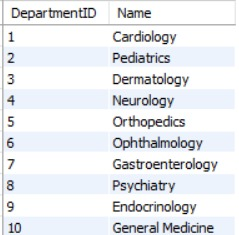 DepartmentID Name
1 Cardiology
2 Pediatrics
3 Dermatology
4 Neurology
5 Orthopedics
6 Ophthalmology
7 Gastroenterology
8 Psychiatry
9 Endocrinology
10 General Medicine